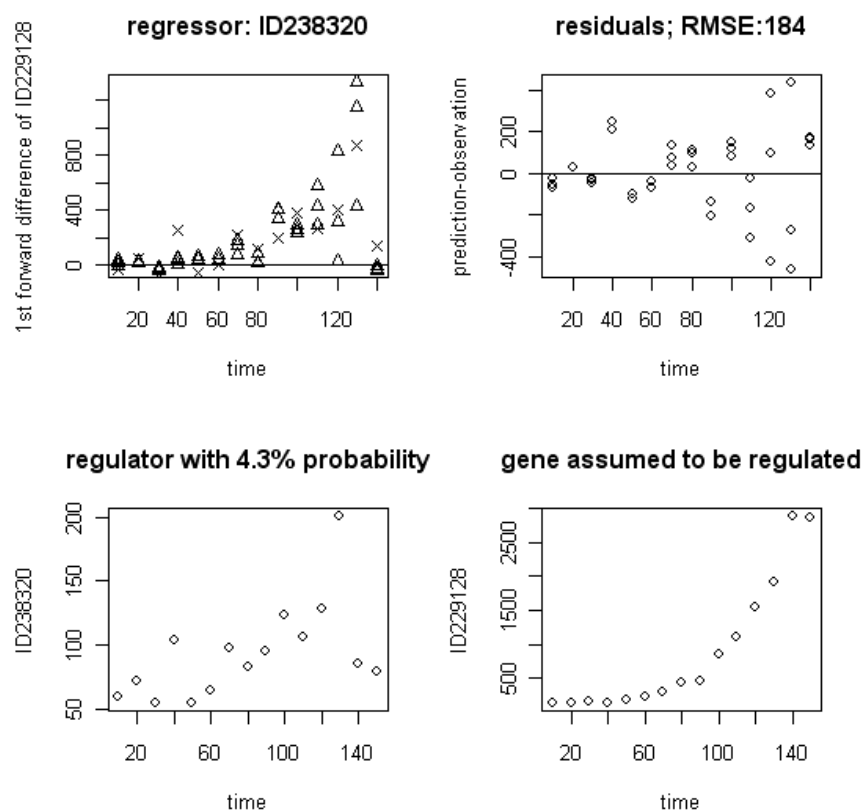 regressor: ID238320
1st forward difference of ID229128
0 400 800
20 40 60 80 120
time
residuals; RMSE:184
prediction-observation
-400 0 200
20 40 60 80 120
time
regulator with 4.3% probability
ID238320
50 100 150 200
20 60 100 140
time
gene assumed to be regulated
ID229128
500 1500 2500
20 60 100 140
time